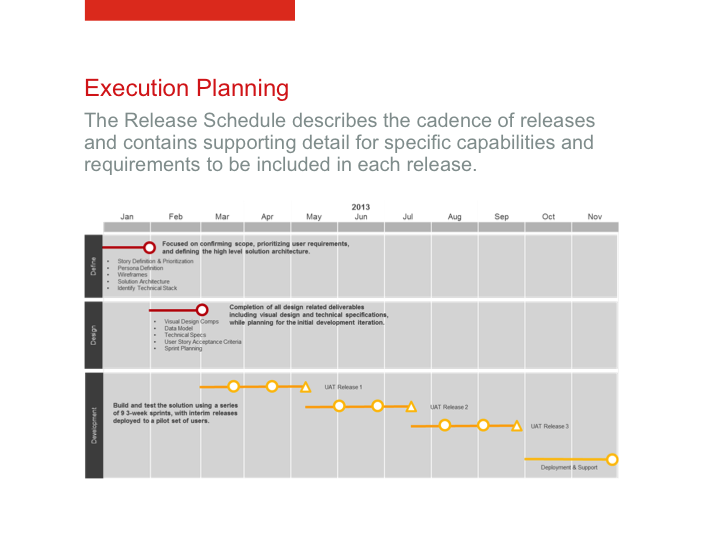 Execution Planning
The Release Schedule describes the cadence of releases
and contains supporting detail for specific capabilities and
requirements to be included in each release.
2013
Jan Feb Mar Apr May Jun Jul Aug Sep Oct Nov
Define
Focused on confirming scope, prioritizing user requirements,
and defining the high level solution architecture.
• Story Definition & Prioritization
• Persona Definition
• Wireframes
• Solution Architecture
• Identify Technical Stack
Design
Completion of all design related deliverables
including visual design and technical specifications,
while planning for the initial development iteration.
• Visual Design Comps
• Data Model
• Technical Specs
• User Story Acceptance Criteria
• Sprint Planning
Development
Build and test the solution using a series
of 9 3-week sprints, with interim releases
deployed to a pilot set of users.
UAT Release 1
UAT Release 2
UAT Release 3
Deployment & Support